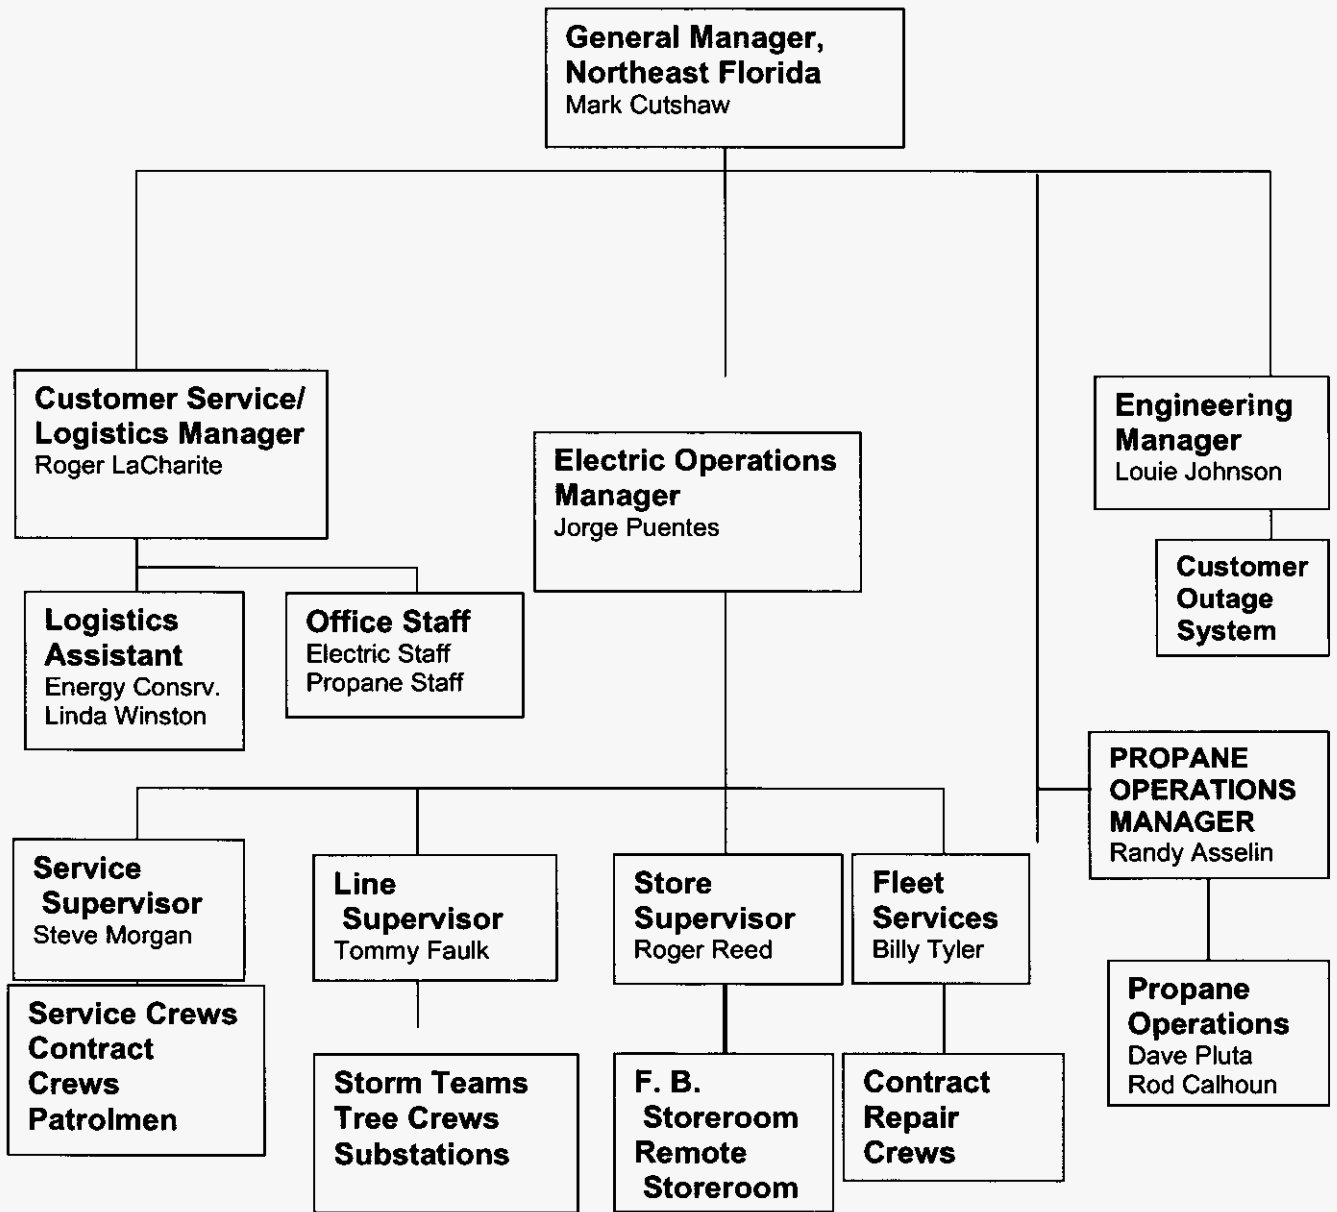 General Manager,
Northeast Florida
Mark Cutshaw
Customer Service/
Logistics Manager
Roger LaCharite
Electric Operations
Manager
Jorge Puentes
Engineering
Manager
Louie Johnson
Customer
Outage
System
Logistics
Assistant
Energy Consrv.
Linda Winston
Office Staff
Electric Staff
Propane Staff
PROPANE
OPERATIONS
MANAGER
Randy Asselin
Service
Supervisor
Steve Morgan
Line
Supervisor
Tommy Faulk
Store
Supervisor
Roger Reed
Fleet
Services
Billy Tyler
Propane
Operations
Dave Pluta
Rod Calhoun
Service Crews
Contract
Crews
Patrolmen
Storm Teams
Tree Crews
Substations
F. B.
Storeroom
Remote
Storeroom
Contract
Repair
Crews